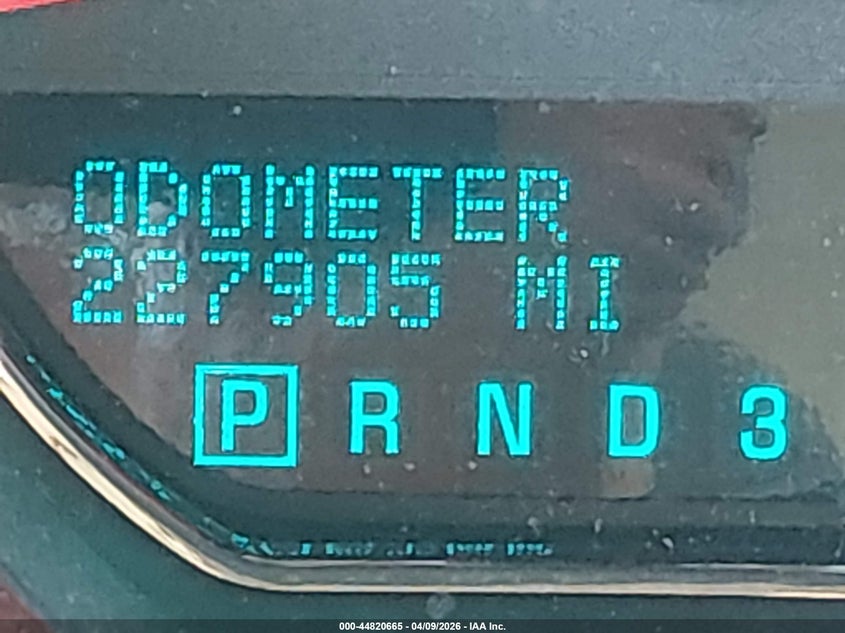 ODOMETER
227905 MI
P R N D 3
000-44820665 - 04/09/2026 - IAA Inc.